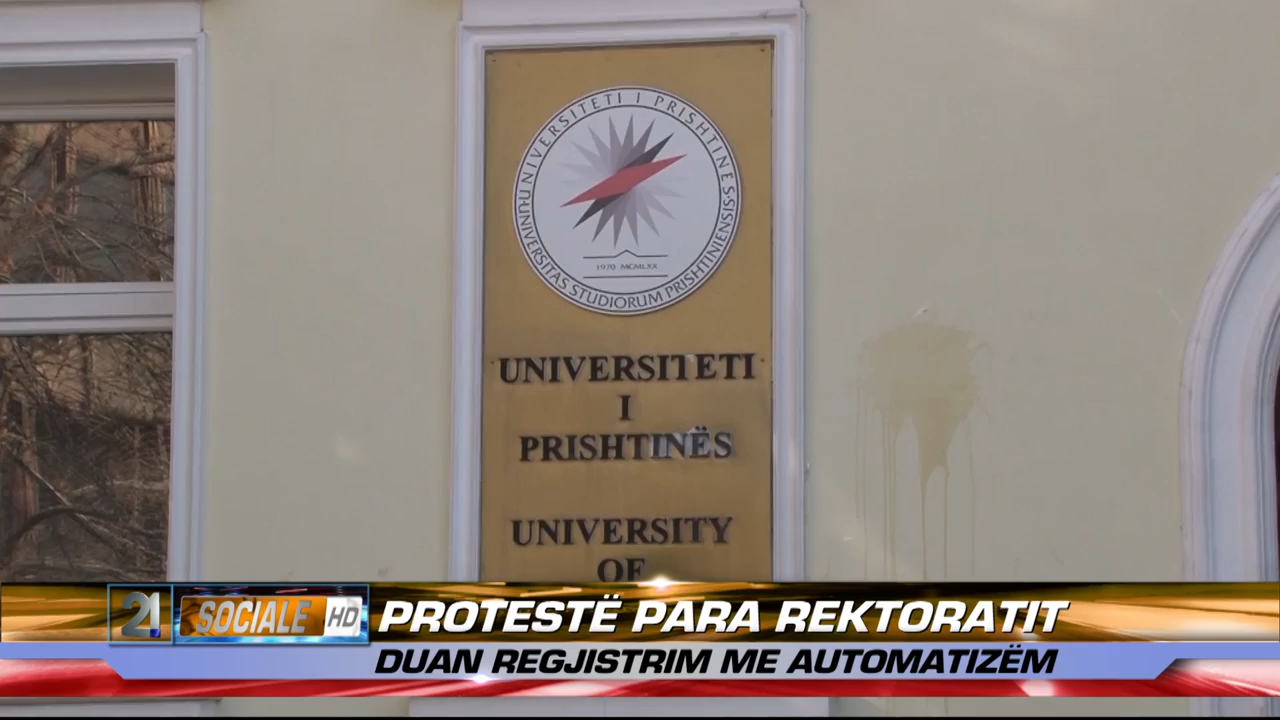 UNIVERSITETI I PRISHTINËS
UNIVERSITAS STUDIORUM PRISHTINIENSIS
1970 MCMLXX
UNIVERSITETI
I
PRISHTINËS
UNIVERSITY
OF
21 SOCIALE HD
PROTESTË PARA REKTORATIT
DUAN REGJISTRIM ME AUTOMATIZËM